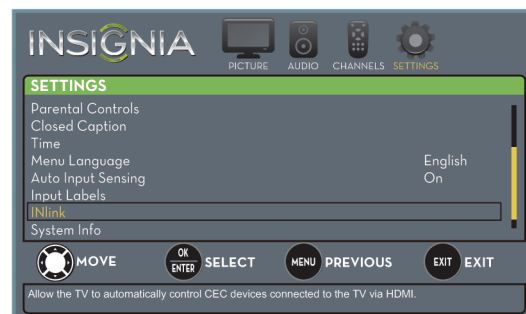 INSIGNIA
PICTURE AUDIO CHANNELS SETTINGS
SETTINGS
Parental Controls
Closed Caption
Time
Menu Language English
Auto Input Sensing On
Input Labels
INlink
System Info
MOVE OK ENTER SELECT MENU PREVIOUS EXIT EXIT
Allow the TV to automatically control CEC devices connected to the TV via HDMI.